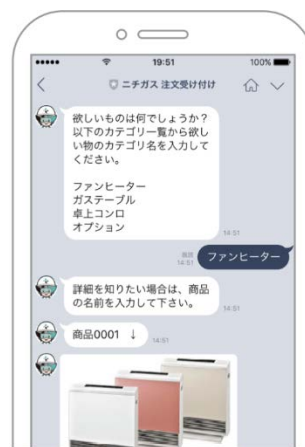 19:51
100%
ニチガス 注文受け付け
欲しいものは何でしょうか？
以下のカテゴリ一覧から欲し
い物のカテゴリ名を入力して
ください。
ファンヒーター
ガステーブル
卓上コンロ
オプション
14:51
既読
14:51
ファンヒーター
詳細を知りたい場合は、商品
の名前を入力して下さい。
14:51
商品0001 ↓
14:51